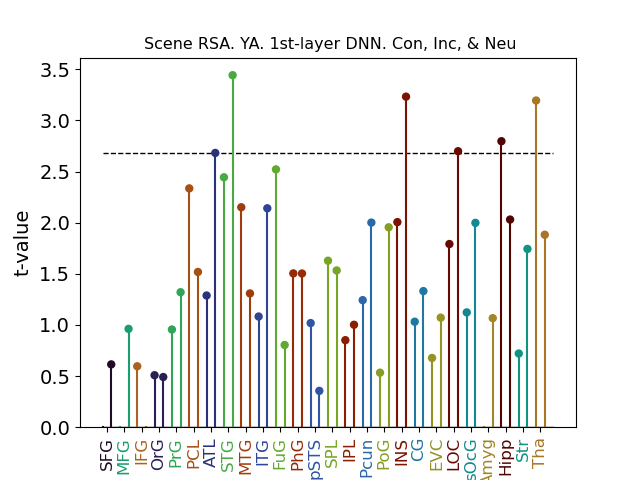 Scene RSA. YA. 1st-layer DNN. Con, Inc, & Neu
t-value
3.5
3.0
2.5
2.0
1.5
1.0
0.5
0.0
SFG
MFG
IFG
OrG
PrG
PCL
ATL
STG
MTG
ITG
FuG
PhG
pSTS
SPL
IPL
Pcun
PoG
INS
CG
EVC
LOC
sOcG
Amyg
Hipp
Str
Tha